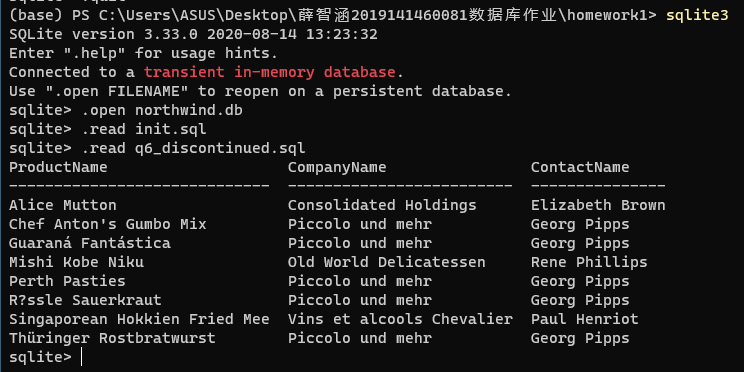 (base) PS C:\Users\ASUS\Desktop\薛智涵2019141460081数据库作业\homework1> sqlite3
SQLite version 3.33.0 2020-08-14 13:23:32
Enter ".help" for usage hints.
Connected to a transient in-memory database.
Use ".open FILENAME" to reopen on a persistent database.
sqlite> .open northwind.db
sqlite> .read init.sql
sqlite> .read q6_discontinued.sql
ProductName                   CompanyName               ContactName
----------------------------  ------------------------  ---------------
Alice Mutton                  Consolidated Holdings     Elizabeth Brown
Chef Anton's Gumbo Mix        Piccolo und mehr          Georg Pipps
Guaraná Fantástica            Piccolo und mehr          Georg Pipps
Mishi Kobe Niku               Old World Delicatessen    Rene Phillips
Perth Pasties                 Piccolo und mehr          Georg Pipps
R?ssle Sauerkraut             Piccolo und mehr          Georg Pipps
Singaporean Hokkien Fried Mee  Vins et alcools Chevalier  Paul Henriot
Thüringer Rostbratwurst       Piccolo und mehr          Georg Pipps
sqlite>